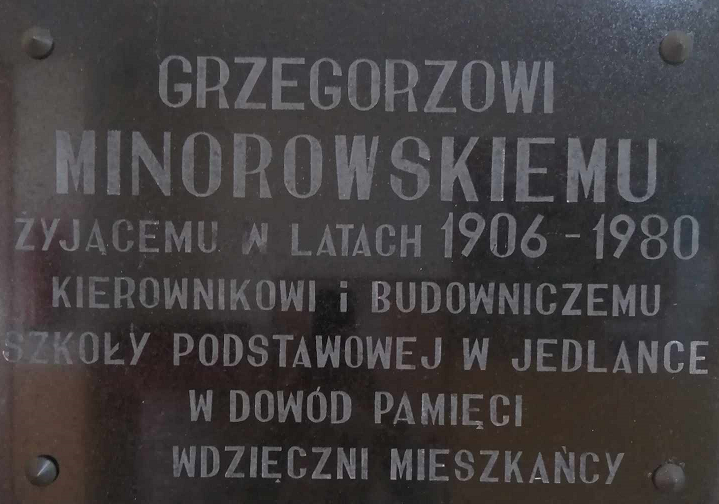 GRZEGORZOWI
MINOROWSKIEMU
ŻYJĄCEMU W LATACH 1906 - 1980
KIEROWNIKOWI i BUDOWNICZEMU
SZKOŁY PODSTAWOWEJ W JEDLANCE
W DOWÓD PAMIĘCI
WDZIĘCZNI MIESZKAŃCY